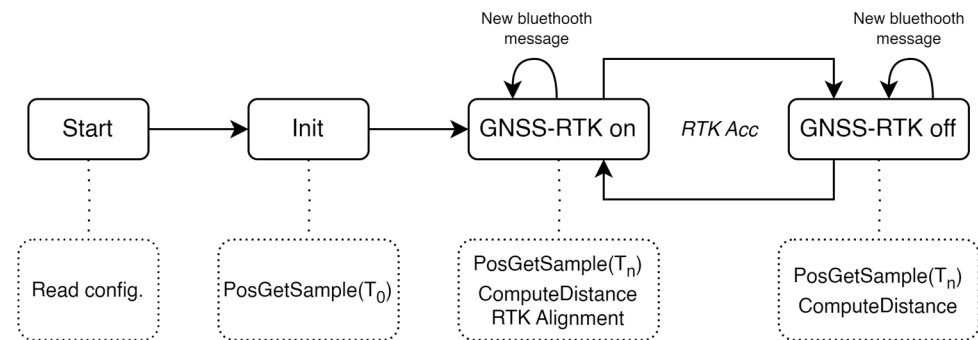 New bluethooth
message
New bluethooth
message
Start
Init
GNSS-RTK on
RTK Acc
GNSS-RTK off
Read config.
PosGetSample(T₀)
PosGetSample(Tₙ)
ComputeDistance
RTK Alignment
PosGetSample(Tₙ)
ComputeDistance